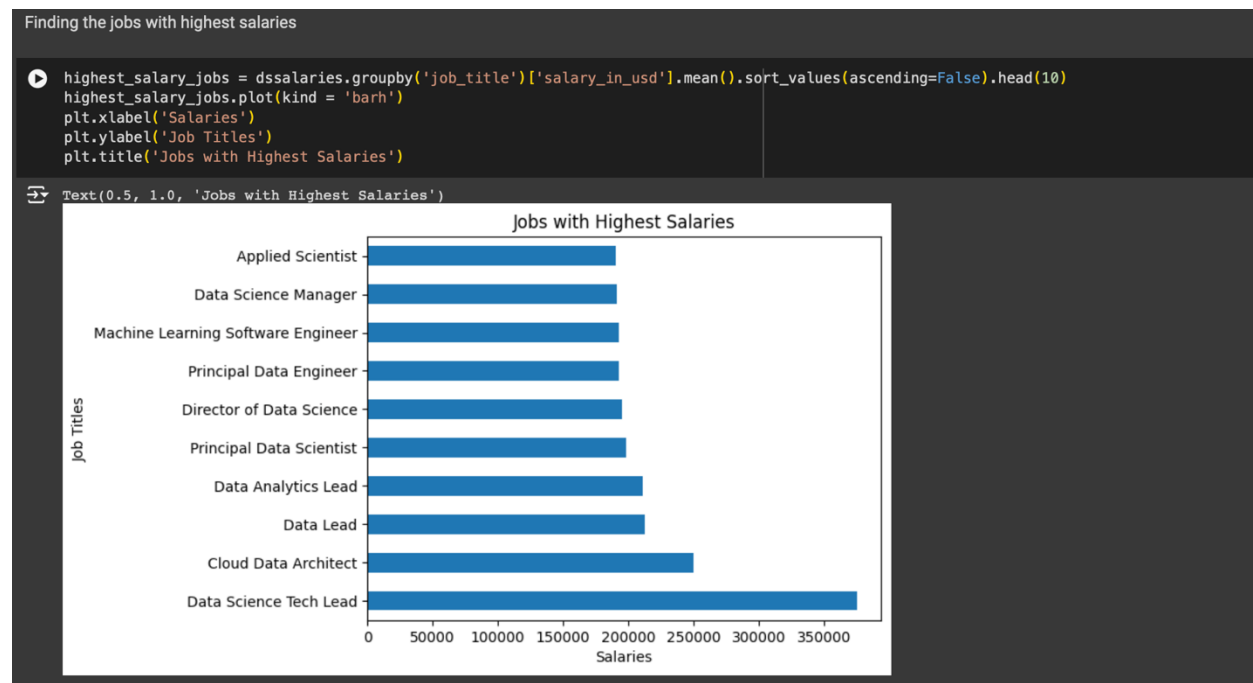 Finding the jobs with highest salaries
highest_salary_jobs = dssalaries.groupby('job_title')['salary_in_usd'].mean().sort_values(ascending=False).head(10)
highest_salary_jobs.plot(kind = 'barh')
plt.xlabel('Salaries')
plt.ylabel('Job Titles')
plt.title('Jobs with Highest Salaries')
Text(0.5, 1.0, 'Jobs with Highest Salaries')
Jobs with Highest Salaries
Applied Scientist
Data Science Manager
Machine Learning Software Engineer
Principal Data Engineer
Director of Data Science
Principal Data Scientist
Data Analytics Lead
Data Lead
Cloud Data Architect
Data Science Tech Lead
Job Titles
0 50000 100000 150000 200000 250000 300000 350000
Salaries